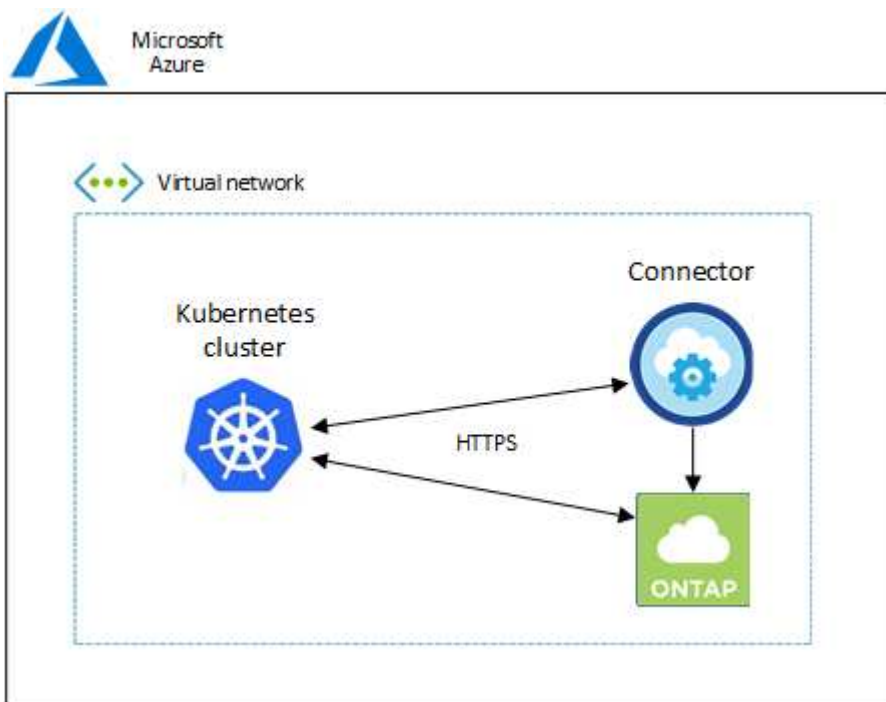 Microsoft
Azure
Virtual network
Connector
Kubernetes
cluster
HTTPS
ONTAP